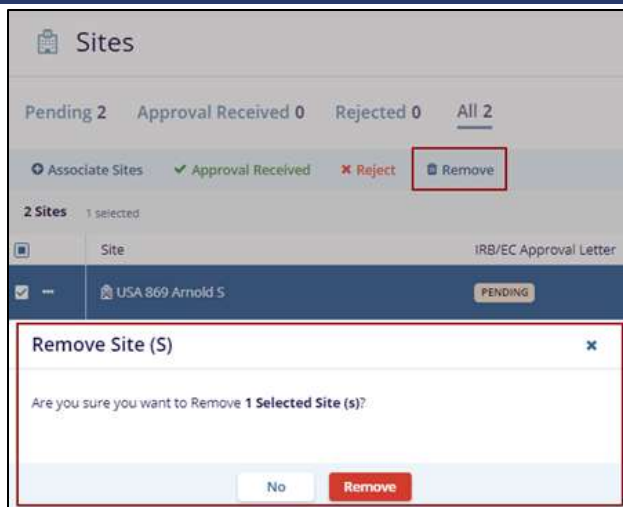 Sites
Pending 2 Approval Received 0 Rejected 0 All 2
Associate Sites Approval Received Reject Remove
2 Sites 1 selected
Site IRB/EC Approval Letter
USA 869 Arnold S PENDING
Remove Site (S)
Are you sure you want to Remove 1 Selected Site (s)?
No Remove